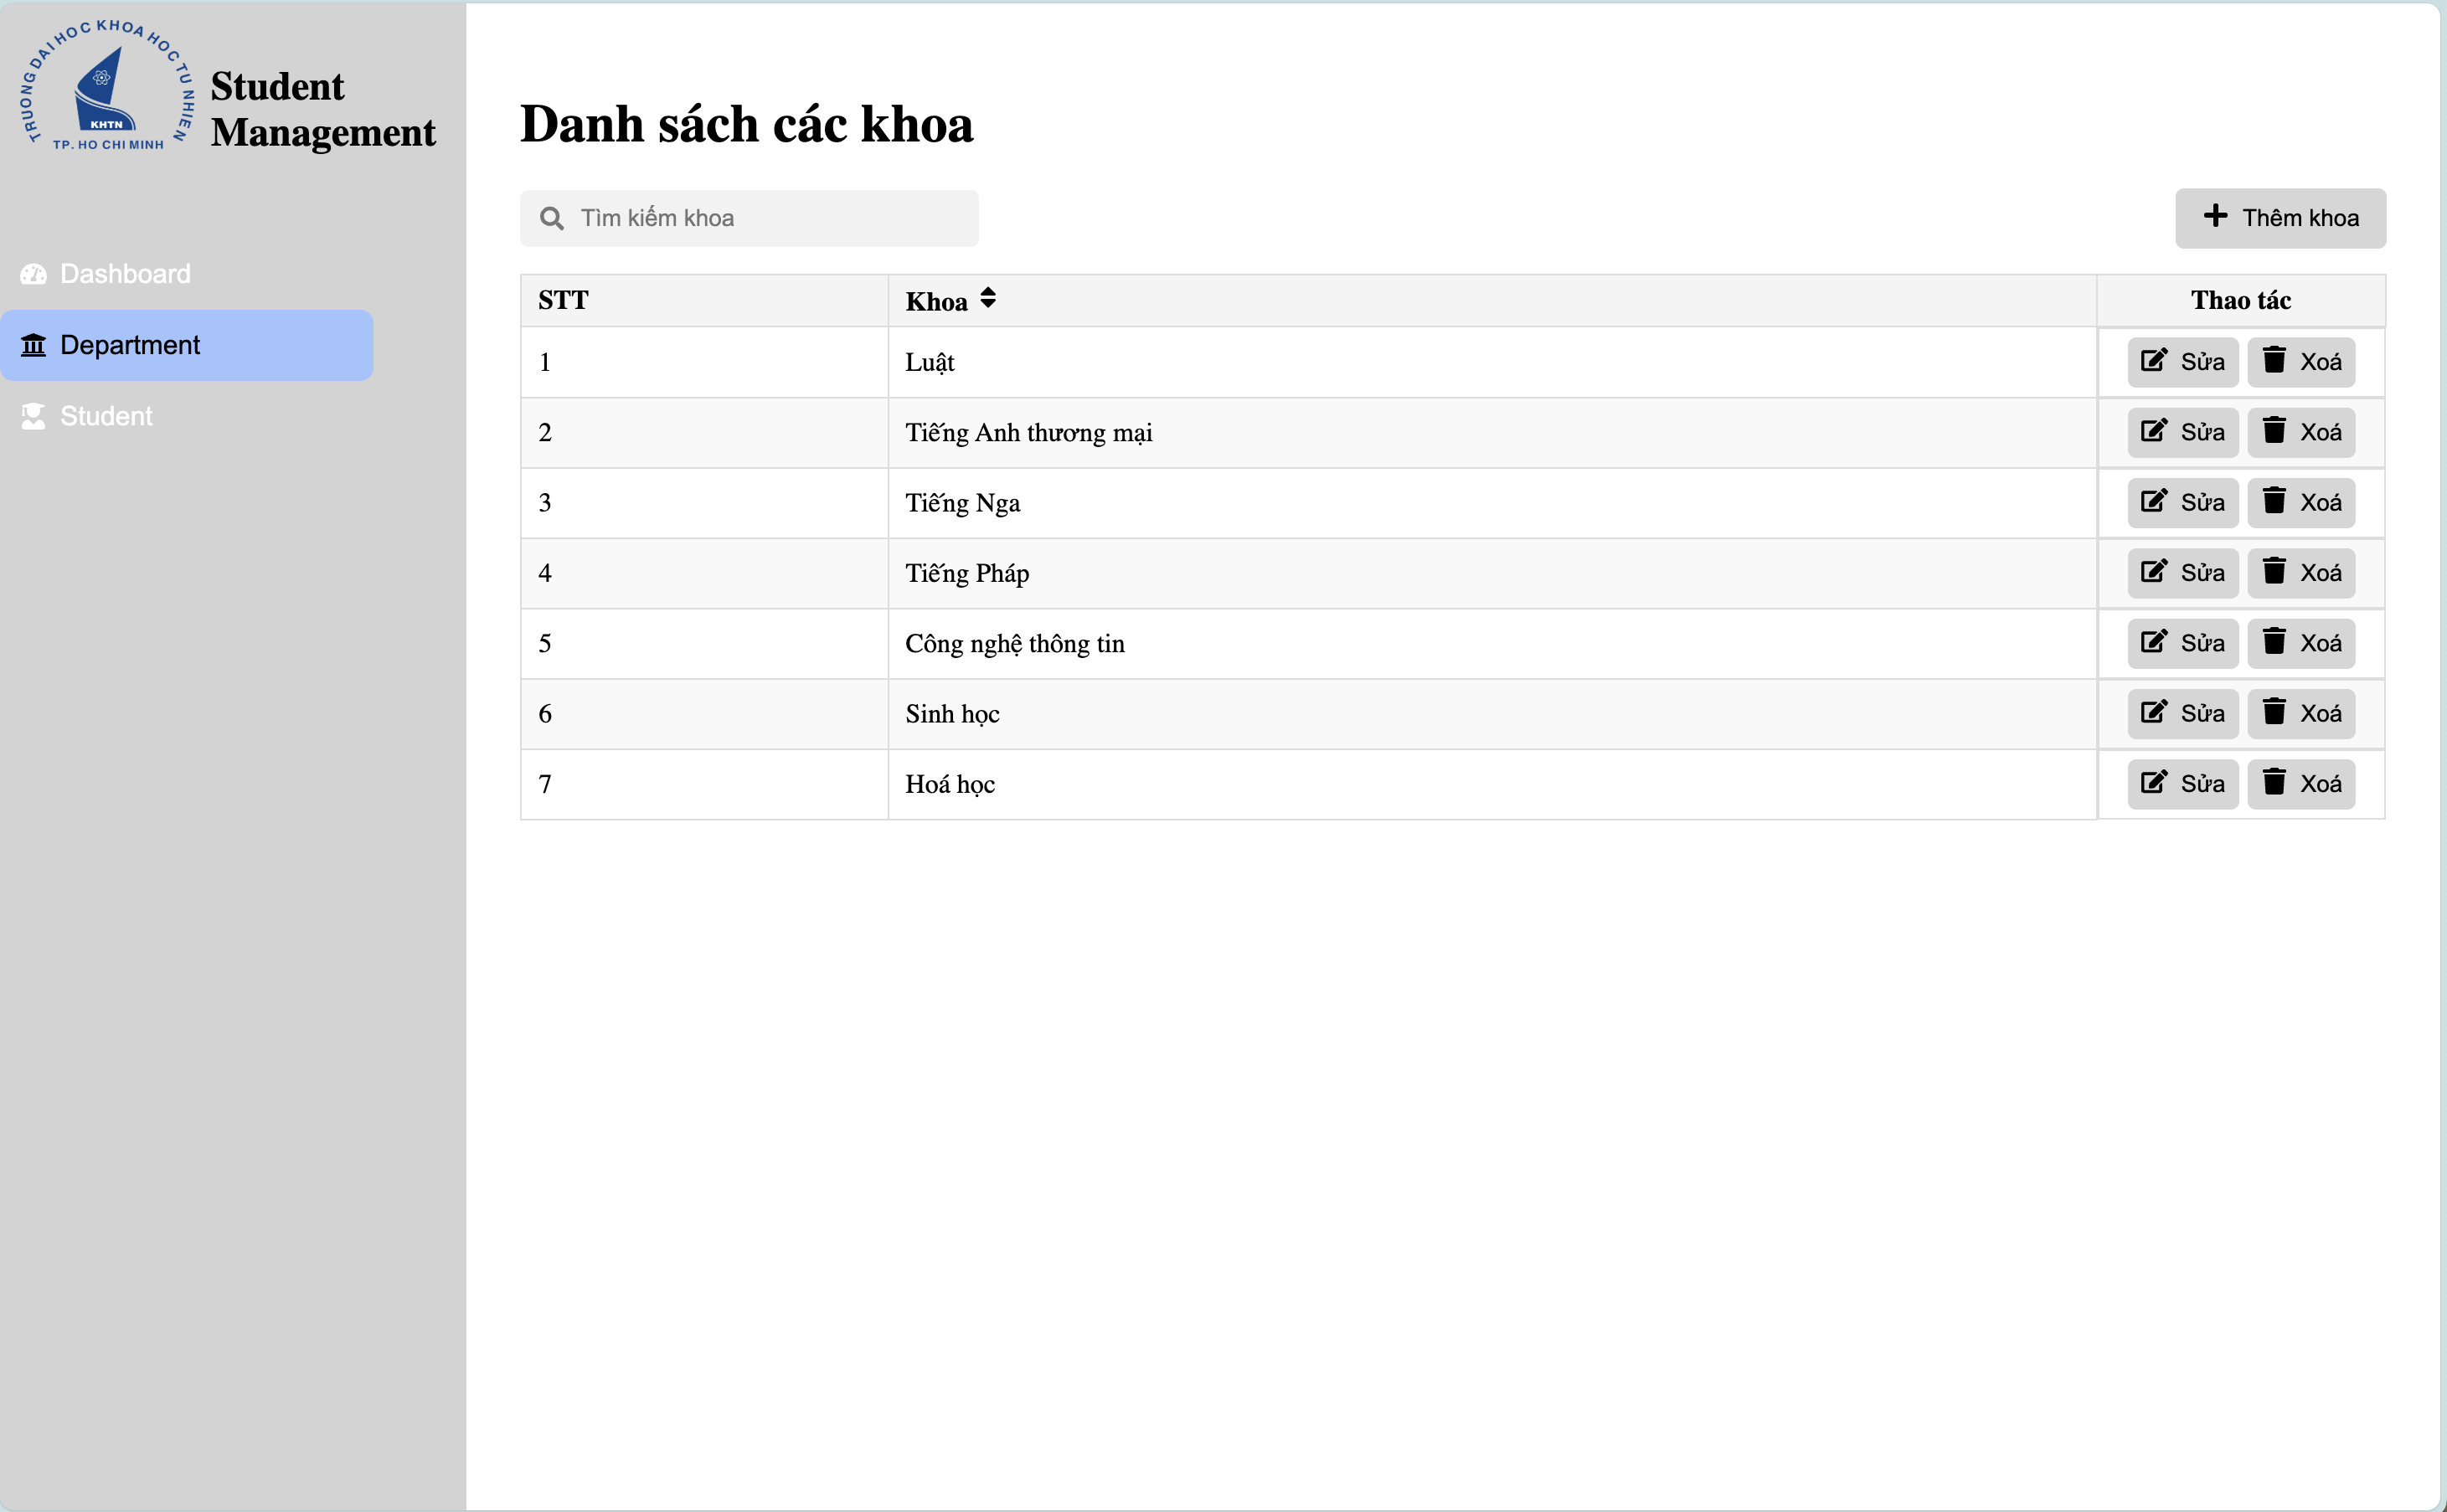 TRUONG DAI HOC KHOA HOC TU NHIEN
KHTN
TP. HO CHI MINH
Student
Management
Dashboard
Department
Student
Danh sách các khoa
Tìm kiếm khoa
Thêm khoa
STT Khoa Thao tác
1 Luật Sửa Xoá
2 Tiếng Anh thương mại Sửa Xoá
3 Tiếng Nga Sửa Xoá
4 Tiếng Pháp Sửa Xoá
5 Công nghệ thông tin Sửa Xoá
6 Sinh học Sửa Xoá
7 Hoá học Sửa Xoá